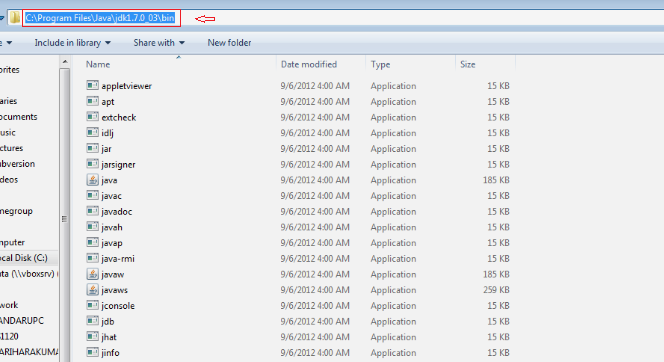 C:\Program Files\Java\jdk1.7.0_03\bin
Include in library Share with New folder
Name Date modified Type Size
appletviewer 9/6/2012 4:00 AM Application 15 KB
apt 9/6/2012 4:00 AM Application 15 KB
extcheck 9/6/2012 4:00 AM Application 15 KB
idlj 9/6/2012 4:00 AM Application 15 KB
jar 9/6/2012 4:00 AM Application 15 KB
jarsigner 9/6/2012 4:00 AM Application 15 KB
java 9/6/2012 4:00 AM Application 185 KB
javac 9/6/2012 4:00 AM Application 15 KB
javadoc 9/6/2012 4:00 AM Application 15 KB
javah 9/6/2012 4:00 AM Application 15 KB
javap 9/6/2012 4:00 AM Application 15 KB
java-rmi 9/6/2012 4:00 AM Application 15 KB
javaw 9/6/2012 4:00 AM Application 185 KB
javaws 9/6/2012 4:00 AM Application 259 KB
jconsole 9/6/2012 4:00 AM Application 15 KB
jdb 9/6/2012 4:00 AM Application 15 KB
jhat 9/6/2012 4:00 AM Application 15 KB
jinfo 9/6/2012 4:00 AM Application 15 KB
orites
aries
ocuments
usic
ctures
ubversion
deos
megroup
mputer
ocal Disk (C:)
ata (\\vboxsrv) (
work
ANDARUPC
S1120
ARIHARAKUMA